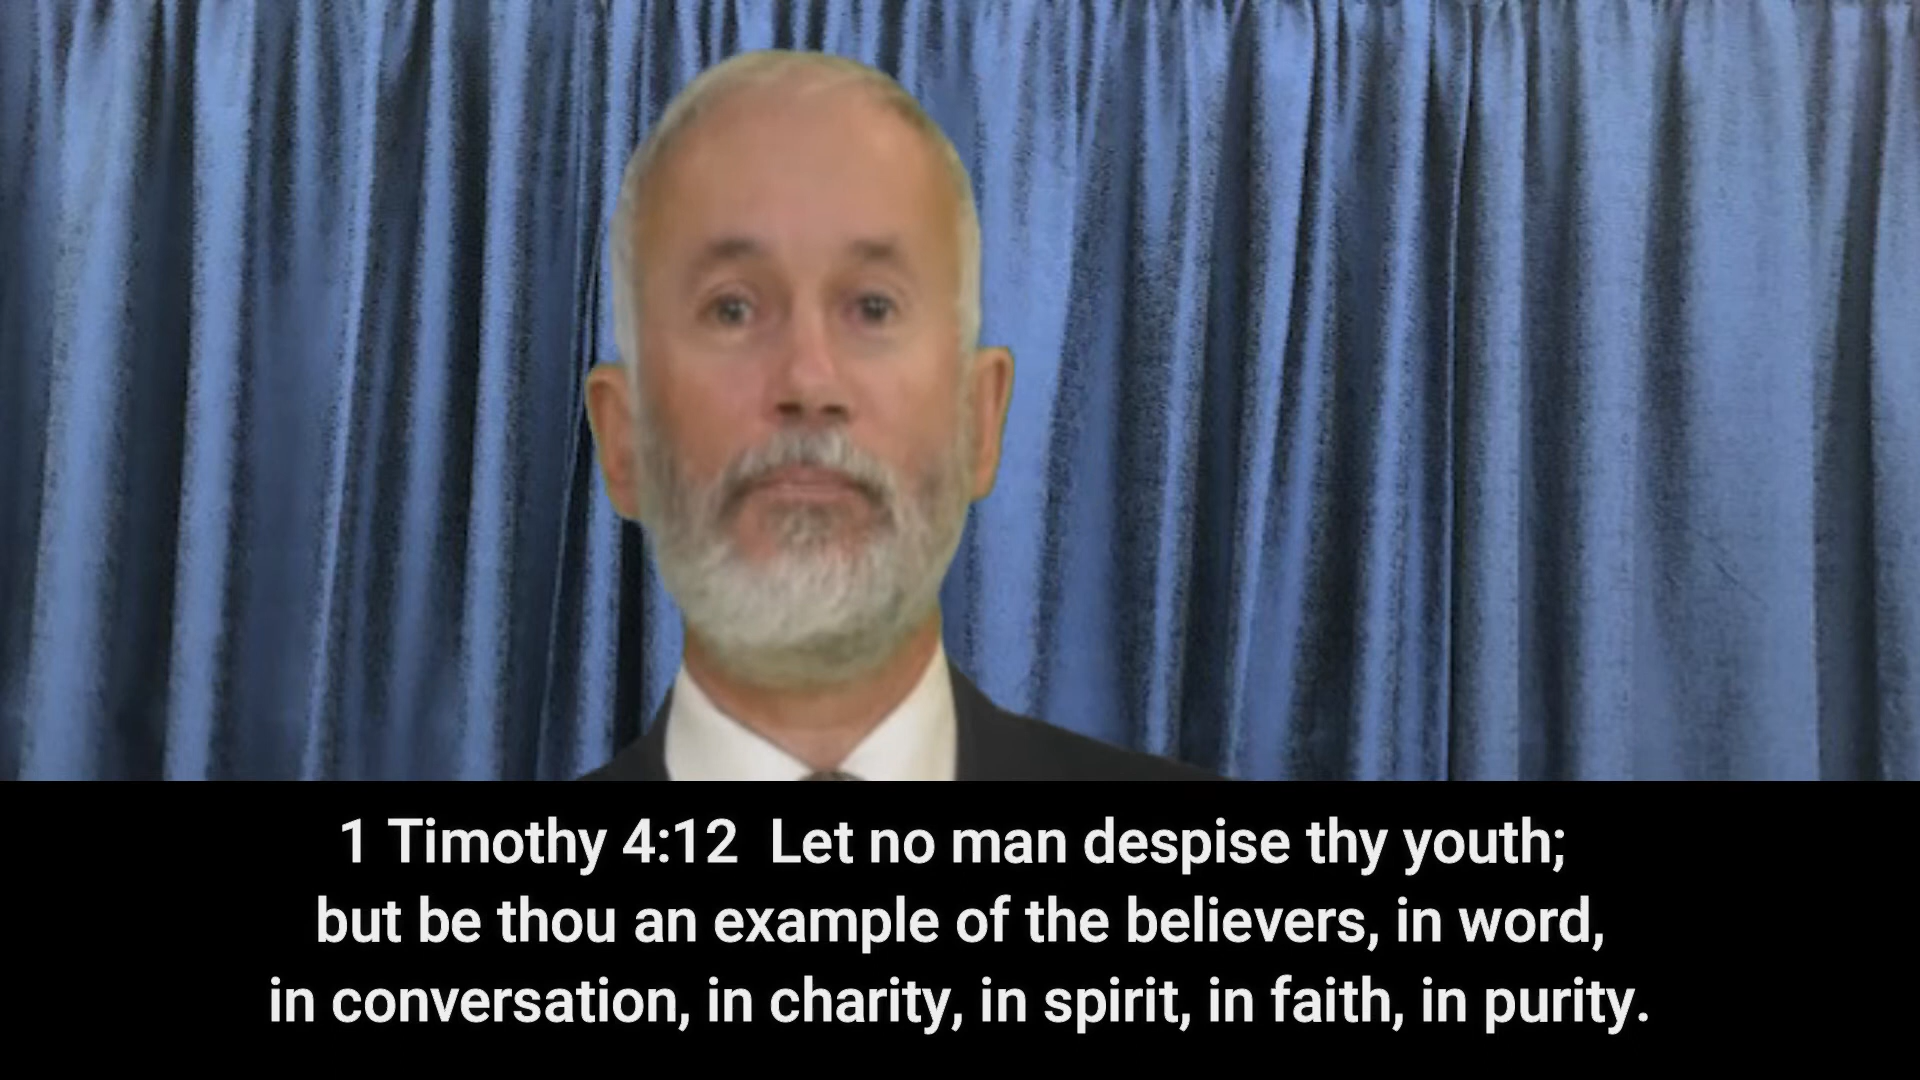 1 Timothy 4:12  Let no man despise thy youth;
but be thou an example of the believers, in word,
in conversation, in charity, in spirit, in faith, in purity.